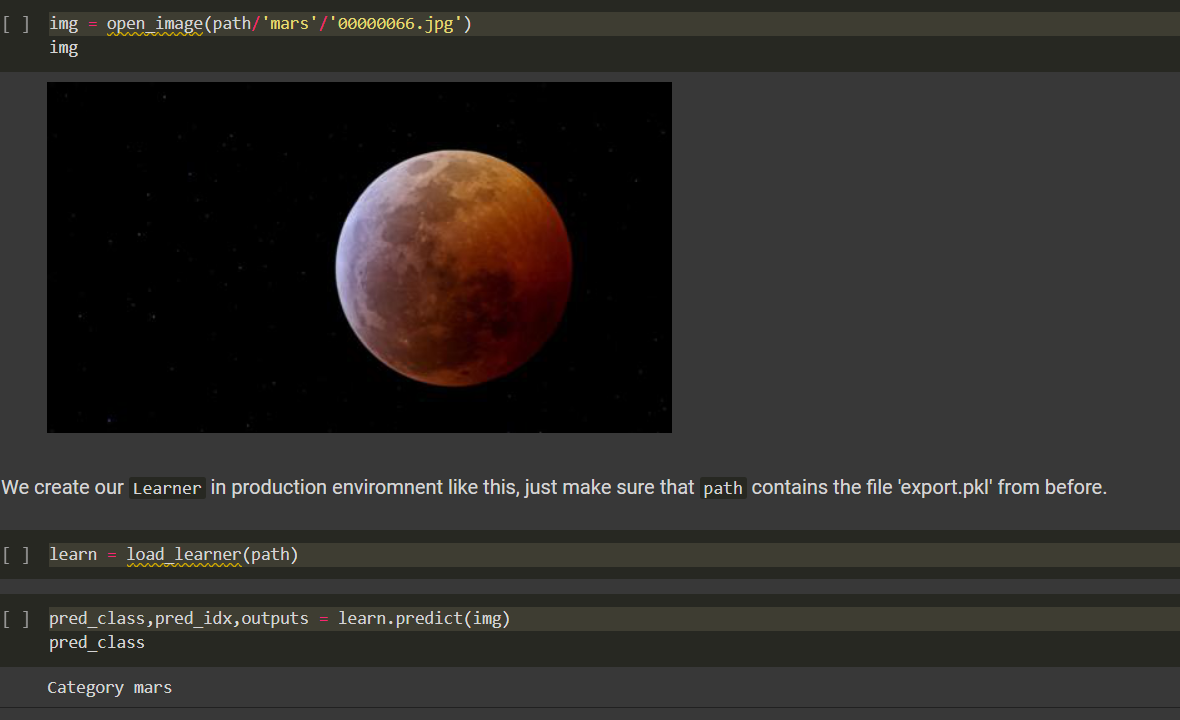 [ ] img = open_image(path/'mars'/'00000066.jpg')
img
We create our Learner in production enviromnent like this, just make sure that path contains the file 'export.pkl' from before.
[ ] learn = load_learner(path)
[ ] pred_class,pred_idx,outputs = learn.predict(img)
pred_class
Category mars